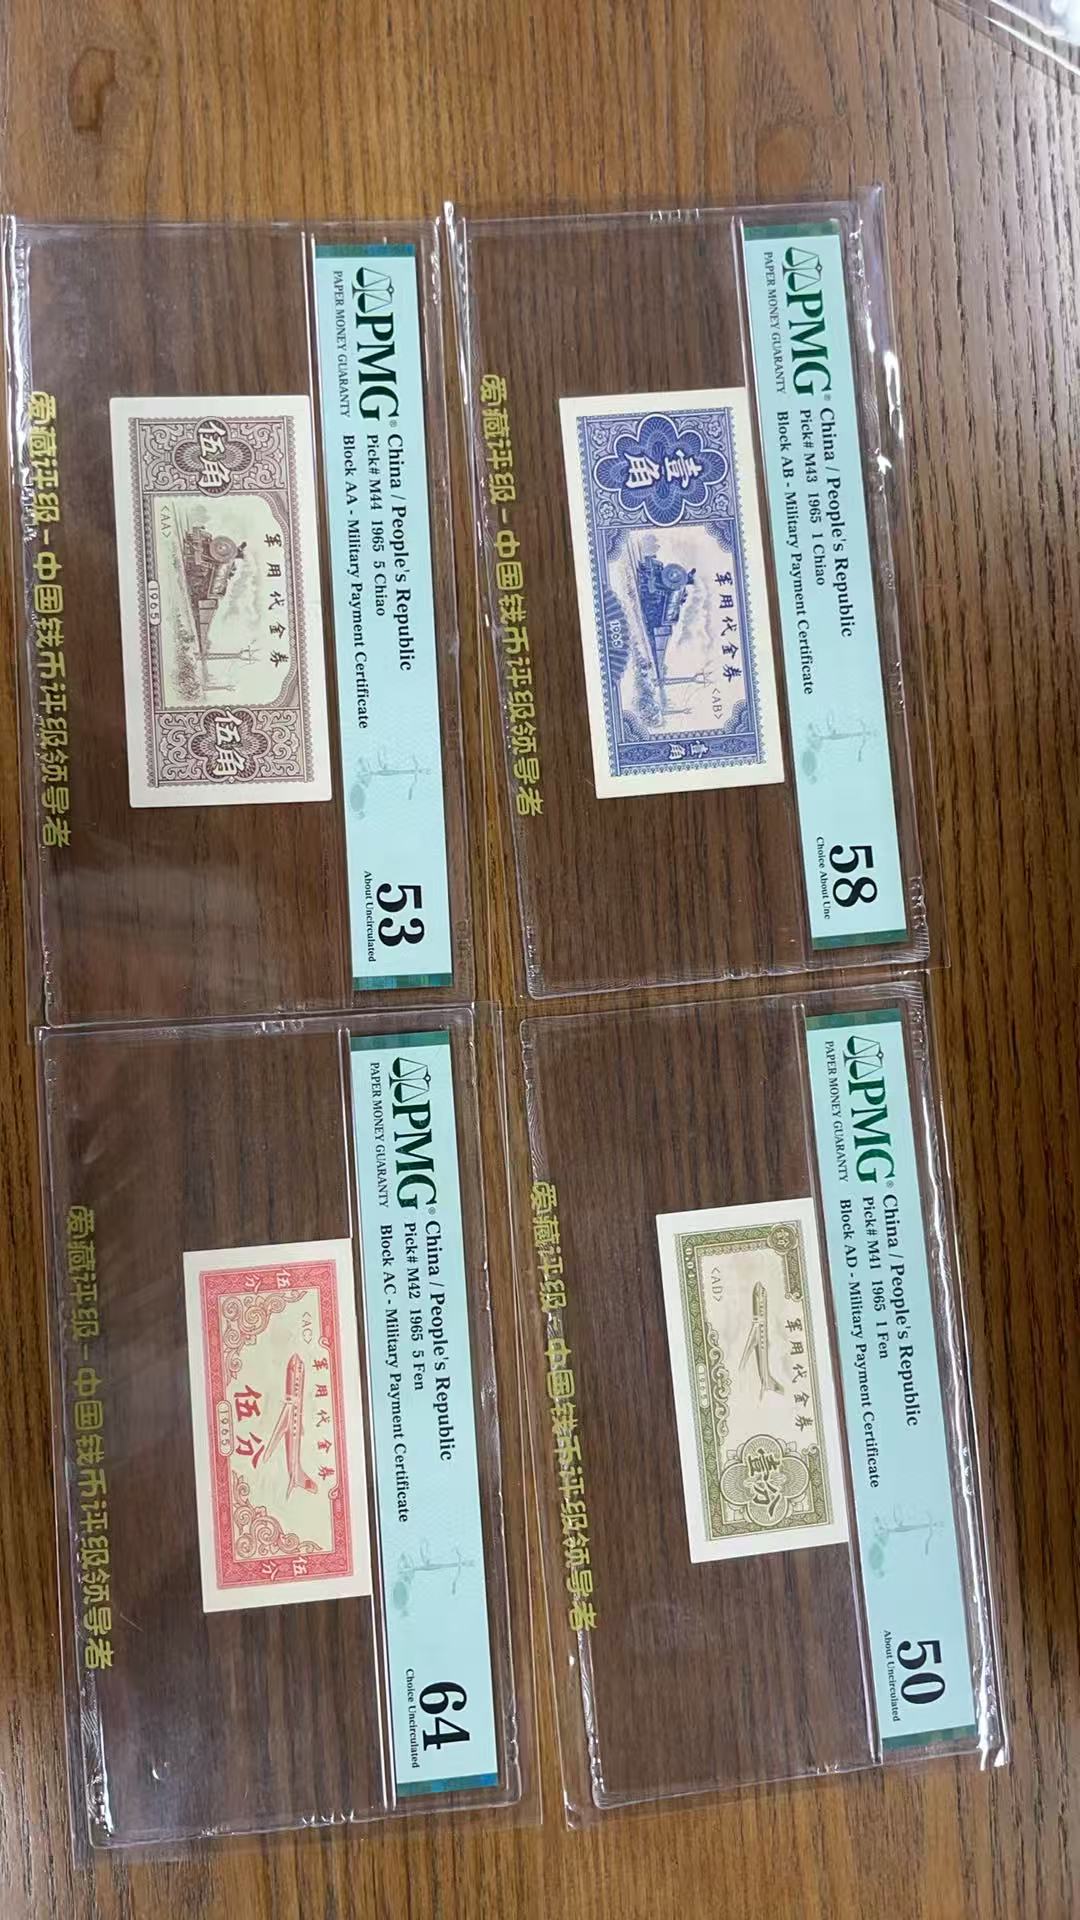 PMG®
PAPER MONEY GUARANTY
China / People's Republic
Pick# M43 1965 1 Chiao
Block AB - Military Payment Certificate
58
Choice About Unc
壹角
軍用代金券
<AB>
1965
壹角
爱藏评级-中国钱币评级领导者
PMG®
PAPER MONEY GUARANTY
China / People's Republic
Pick# M41 1965 1 Fen
Block AD - Military Payment Certificate
50
About Uncirculated
軍用代金券
<AD>
壹分
1965
爱藏评级-中国钱币评级领导者
PMG®
PAPER MONEY GUARANTY
China / People's Republic
Pick# M44 1965 5 Chiao
Block AA - Military Payment Certificate
53
About Uncirculated
伍角
軍用代金券
伍角
<AA>
1965
爱藏评级-中国钱币评级领导者
PMG®
PAPER MONEY GUARANTY
China / People's Republic
Pick# M42 1965 5 Fen
Block AC - Military Payment Certificate
64
Choice Uncirculated
軍用代金券
伍分
<AC>
伍分
1965
伍分
爱藏评级-中国钱币评级领导者